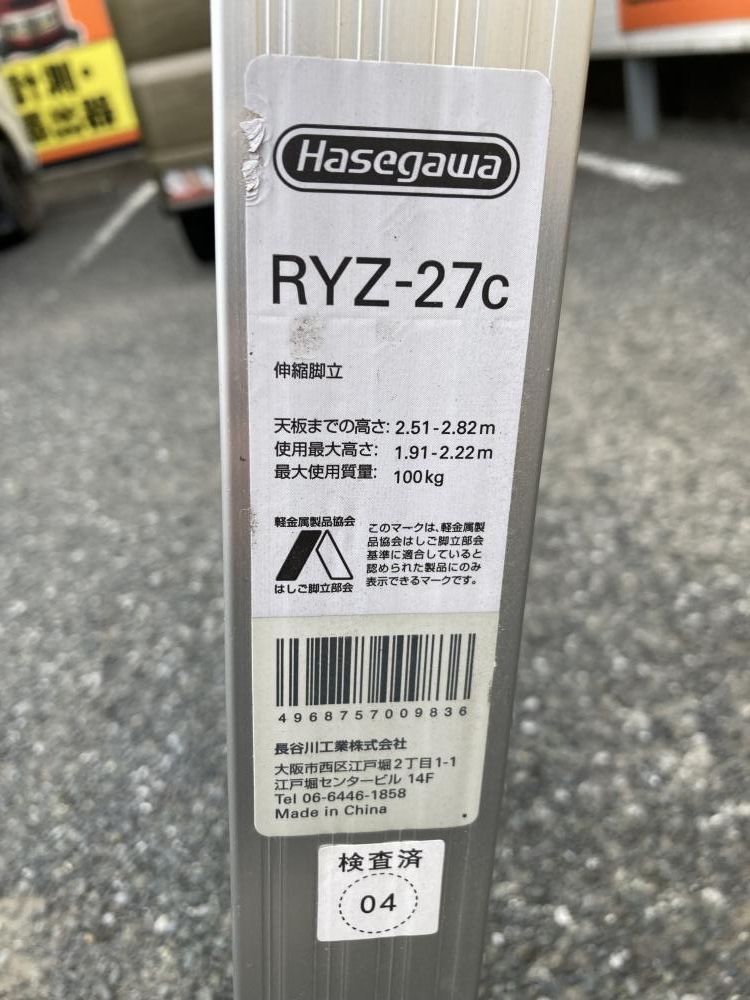 計測・
器
Hasegawa
RYZ-27c
伸縮脚立
天板までの高さ: 2.51-2.82m
使用最大高さ: 1.91-2.22m
最大使用質量: 100kg
軽金属製品協会
はしご脚立部会
このマークは、軽金属製
品協会はしご脚立部会
基準に適合していると
認められた製品にのみ
表示できるマークです。
4968757009836
長谷川工業株式会社
大阪市西区江戸堀2丁目1-1
江戸堀センタービル 14F
Tel 06-6446-1858
Made in China
検査済
04